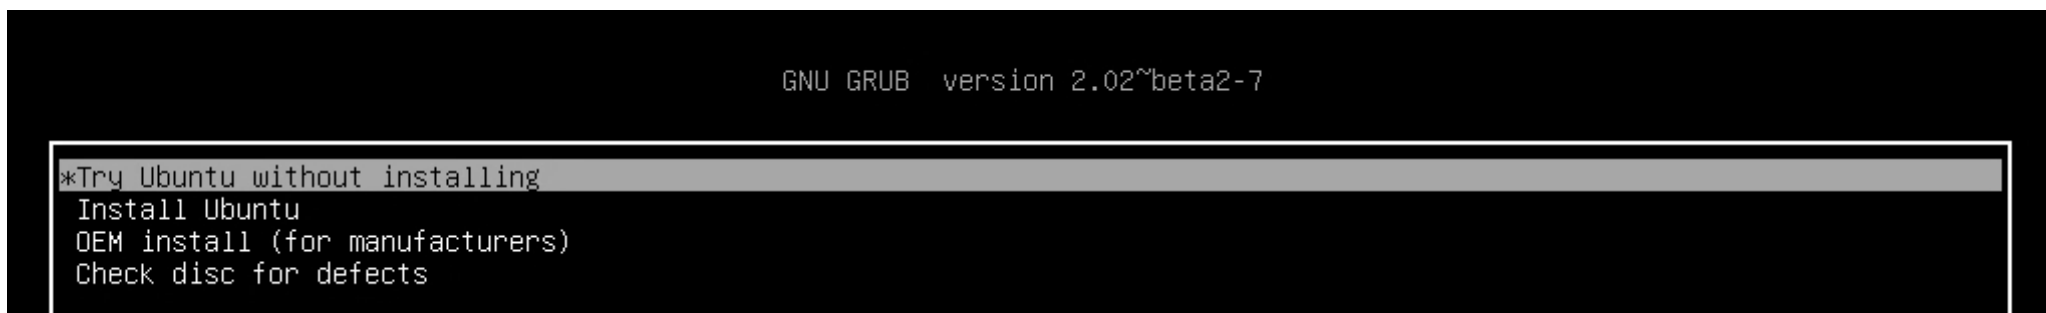 GNU GRUB  version 2.02~beta2-7
*Try Ubuntu without installing
Install Ubuntu
OEM install (for manufacturers)
Check disc for defects